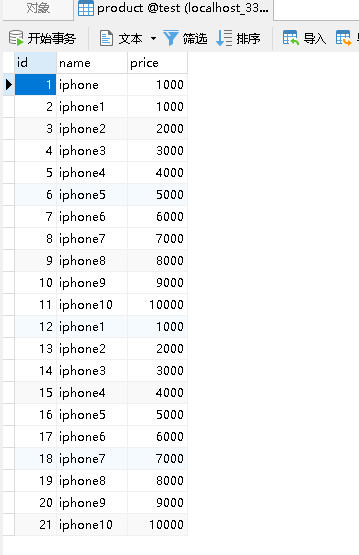 对象 product @test (localhost_33...
开始事务 文本 筛选 排序 导入
id name price
1 iphone 1000
2 iphone1 1000
3 iphone2 2000
4 iphone3 3000
5 iphone4 4000
6 iphone5 5000
7 iphone6 6000
8 iphone7 7000
9 iphone8 8000
10 iphone9 9000
11 iphone10 10000
12 iphone1 1000
13 iphone2 2000
14 iphone3 3000
15 iphone4 4000
16 iphone5 5000
17 iphone6 6000
18 iphone7 7000
19 iphone8 8000
20 iphone9 9000
21 iphone10 10000